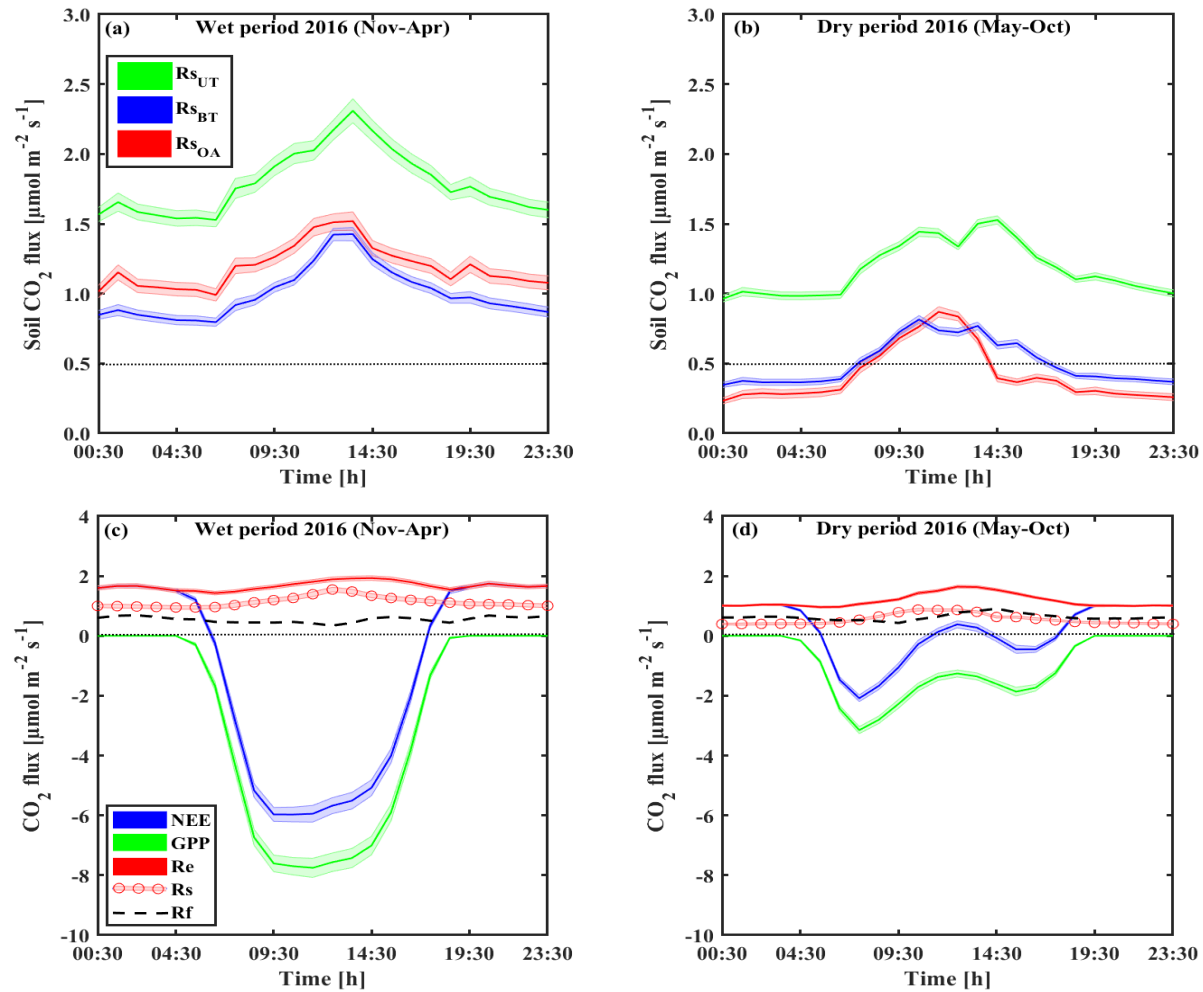 (a) Wet period 2016 (Nov-Apr)
Rs_UT
Rs_BT
Rs_OA
Soil CO₂ flux [µmol m⁻² s⁻¹]
3.0
2.5
2.0
1.5
1.0
0.5
0.0
00:30 04:30 09:30 14:30 19:30 23:30
Time [h]
(b) Dry period 2016 (May-Oct)
Soil CO₂ flux [µmol m⁻² s⁻¹]
3.0
2.5
2.0
1.5
1.0
0.5
0.0
00:30 04:30 09:30 14:30 19:30 23:30
Time [h]
(c) Wet period 2016 (Nov-Apr)
CO₂ flux [µmol m⁻² s⁻¹]
4
2
0
-2
-4
-6
-8
-10
NEE
GPP
Re
Rs
Rf
00:30 04:30 09:30 14:30 19:30 23:30
Time [h]
(d) Dry period 2016 (May-Oct)
CO₂ flux [µmol m⁻² s⁻¹]
4
2
0
-2
-4
-6
-8
-10
00:30 04:30 09:30 14:30 19:30 23:30
Time [h]